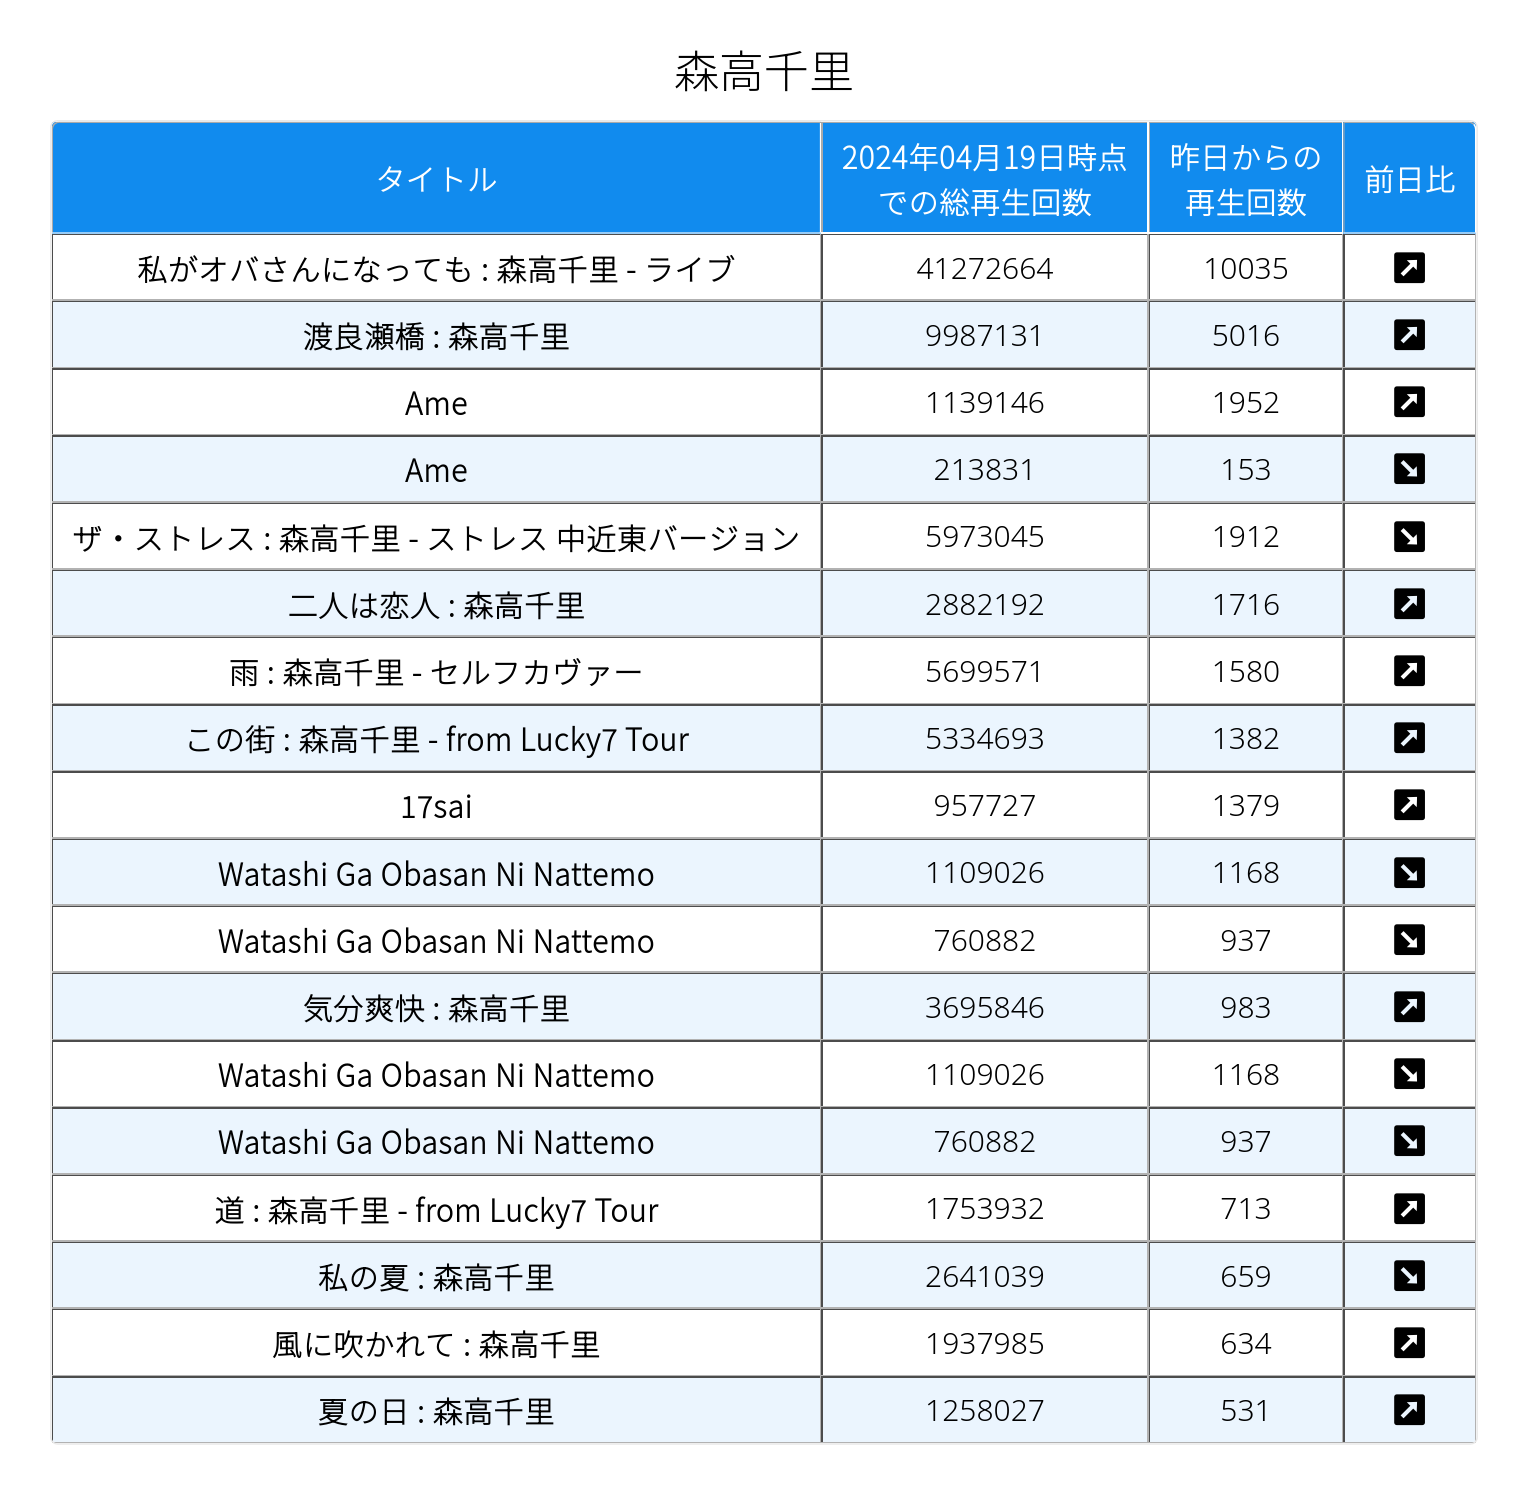 森高千里
タイトル 2024年04月19日時点での総再生回数 昨日からの再生回数 前日比
私がオバさんになっても : 森高千里 - ライブ 41272664 10035 ↗
渡良瀬橋 : 森高千里 9987131 5016 ↗
Ame 1139146 1952 ↗
Ame 213831 153 ↘
ザ・ストレス : 森高千里 - ストレス 中近東バージョン 5973045 1912 ↘
二人は恋人 : 森高千里 2882192 1716 ↗
雨 : 森高千里 - セルフカヴァー 5699571 1580 ↗
この街 : 森高千里 - from Lucky7 Tour 5334693 1382 ↗
17sai 957727 1379 ↗
Watashi Ga Obasan Ni Nattemo 1109026 1168 ↘
Watashi Ga Obasan Ni Nattemo 760882 937 ↘
気分爽快 : 森高千里 3695846 983 ↗
Watashi Ga Obasan Ni Nattemo 1109026 1168 ↘
Watashi Ga Obasan Ni Nattemo 760882 937 ↘
道 : 森高千里 - from Lucky7 Tour 1753932 713 ↗
私の夏 : 森高千里 2641039 659 ↘
風に吹かれて : 森高千里 1937985 634 ↗
夏の日 : 森高千里 1258027 531 ↗